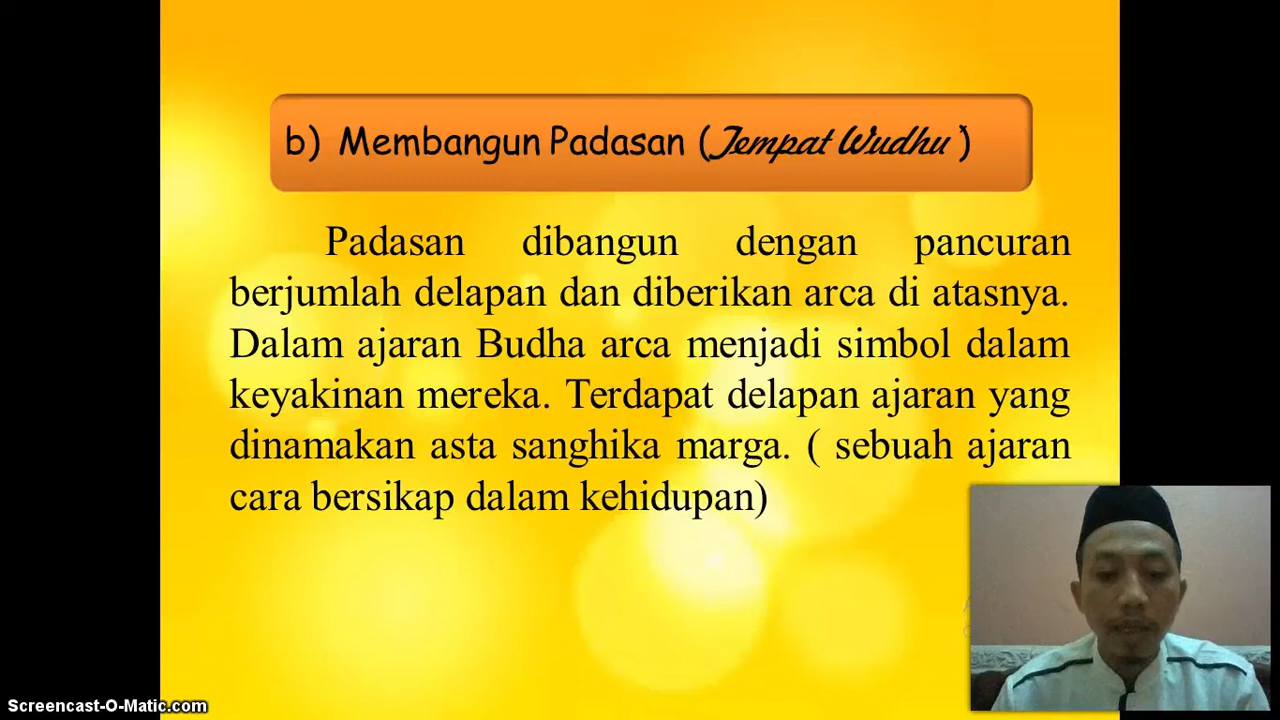 b) Membangun Padasan (Tempat Wudhu')
Padasan dibangun dengan pancuran
berjumlah delapan dan diberikan arca di atasnya.
Dalam ajaran Budha arca menjadi simbol dalam
keyakinan mereka. Terdapat delapan ajaran yang
dinamakan asta sanghika marga. ( sebuah ajaran
cara bersikap dalam kehidupan)
Screencast-O-Matic.com